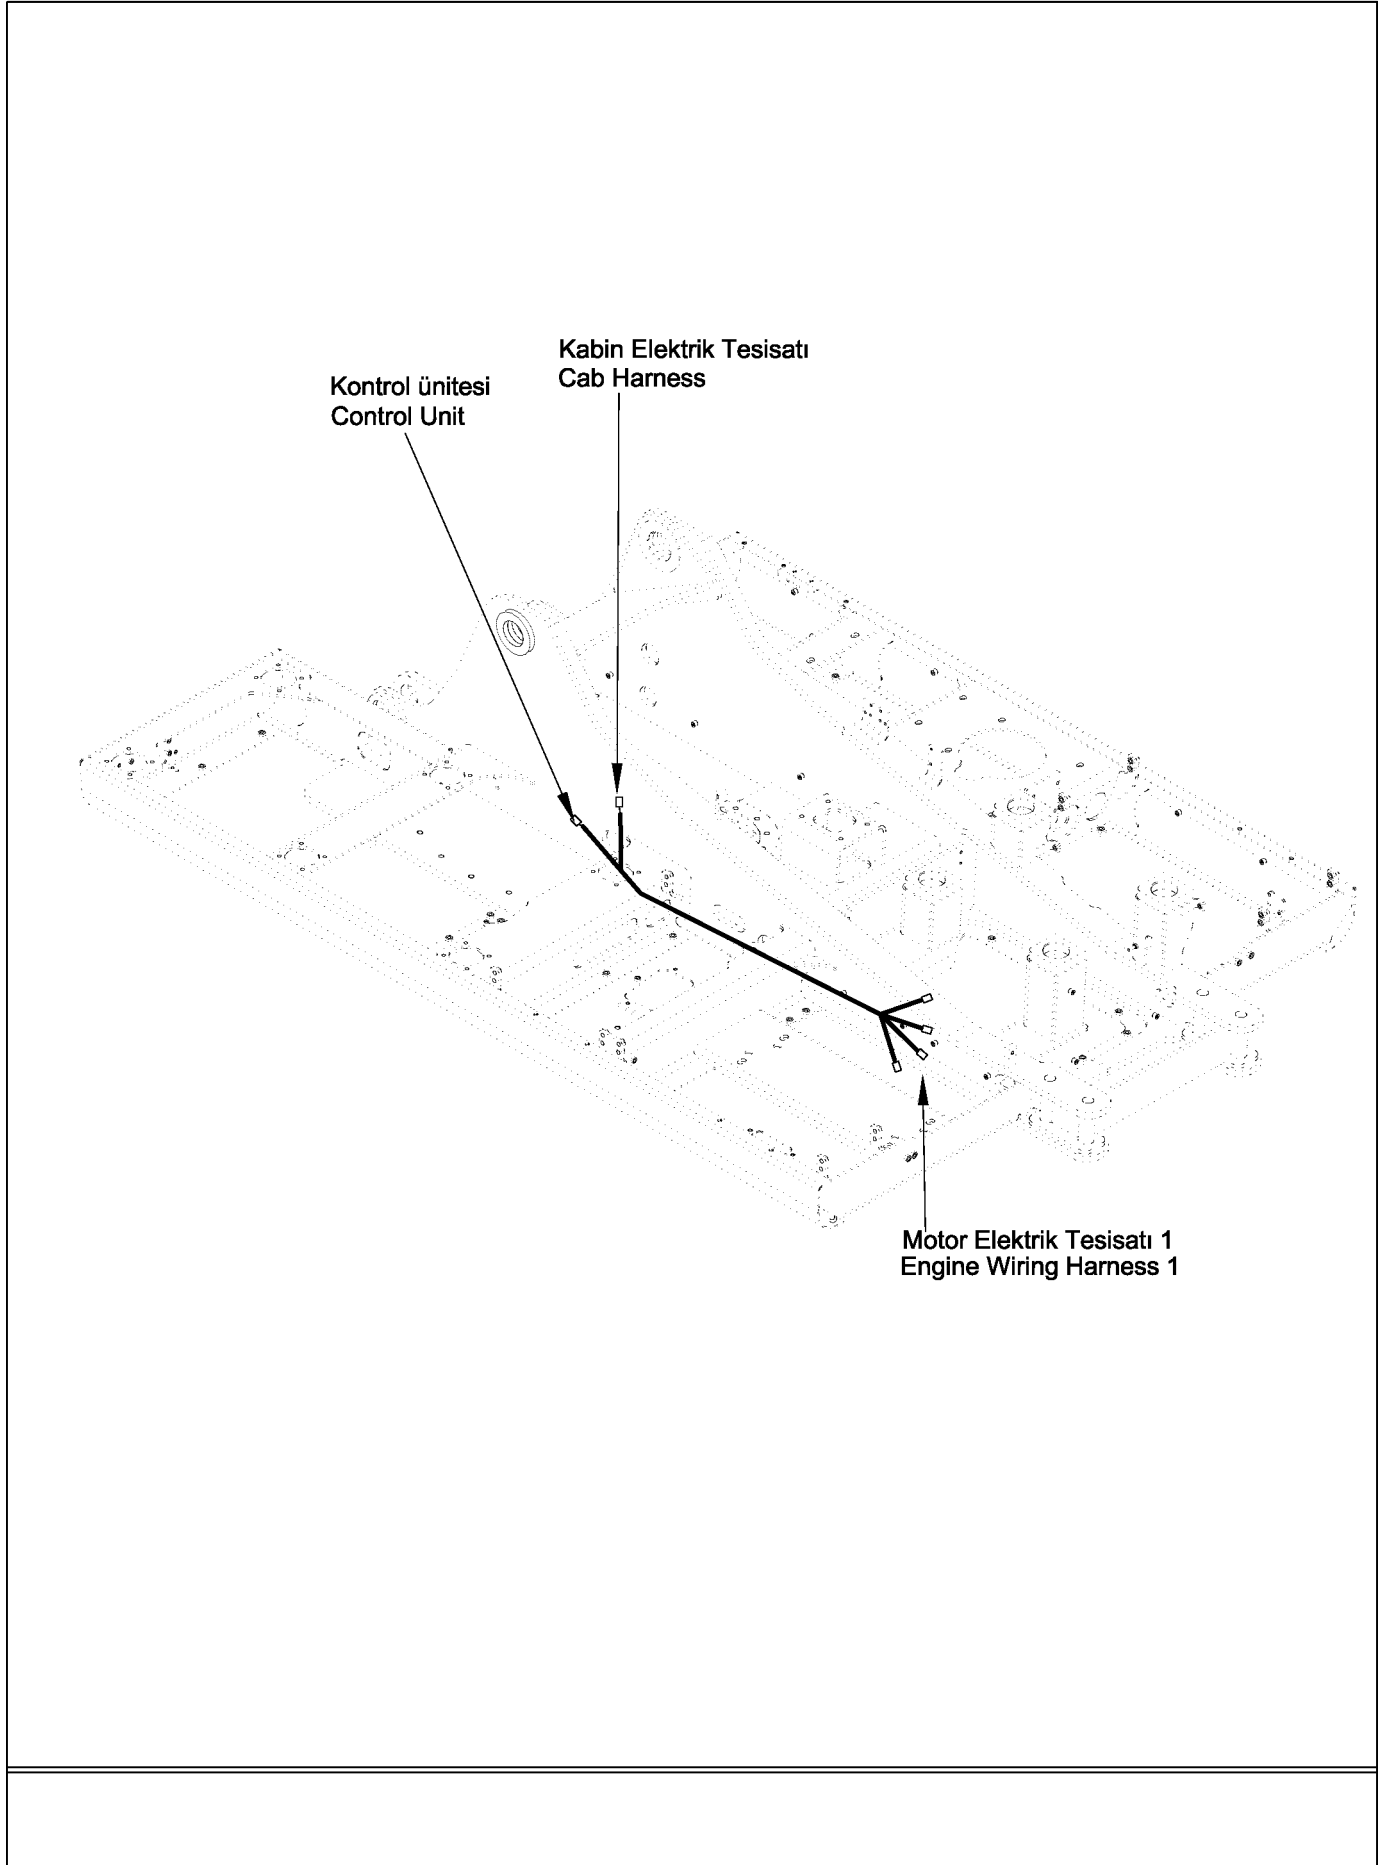 Kabin Elektrik Tesisatı
Cab Harness
Kontrol ünitesi
Control Unit
Motor Elektrik Tesisatı 1
Engine Wiring Harness 1